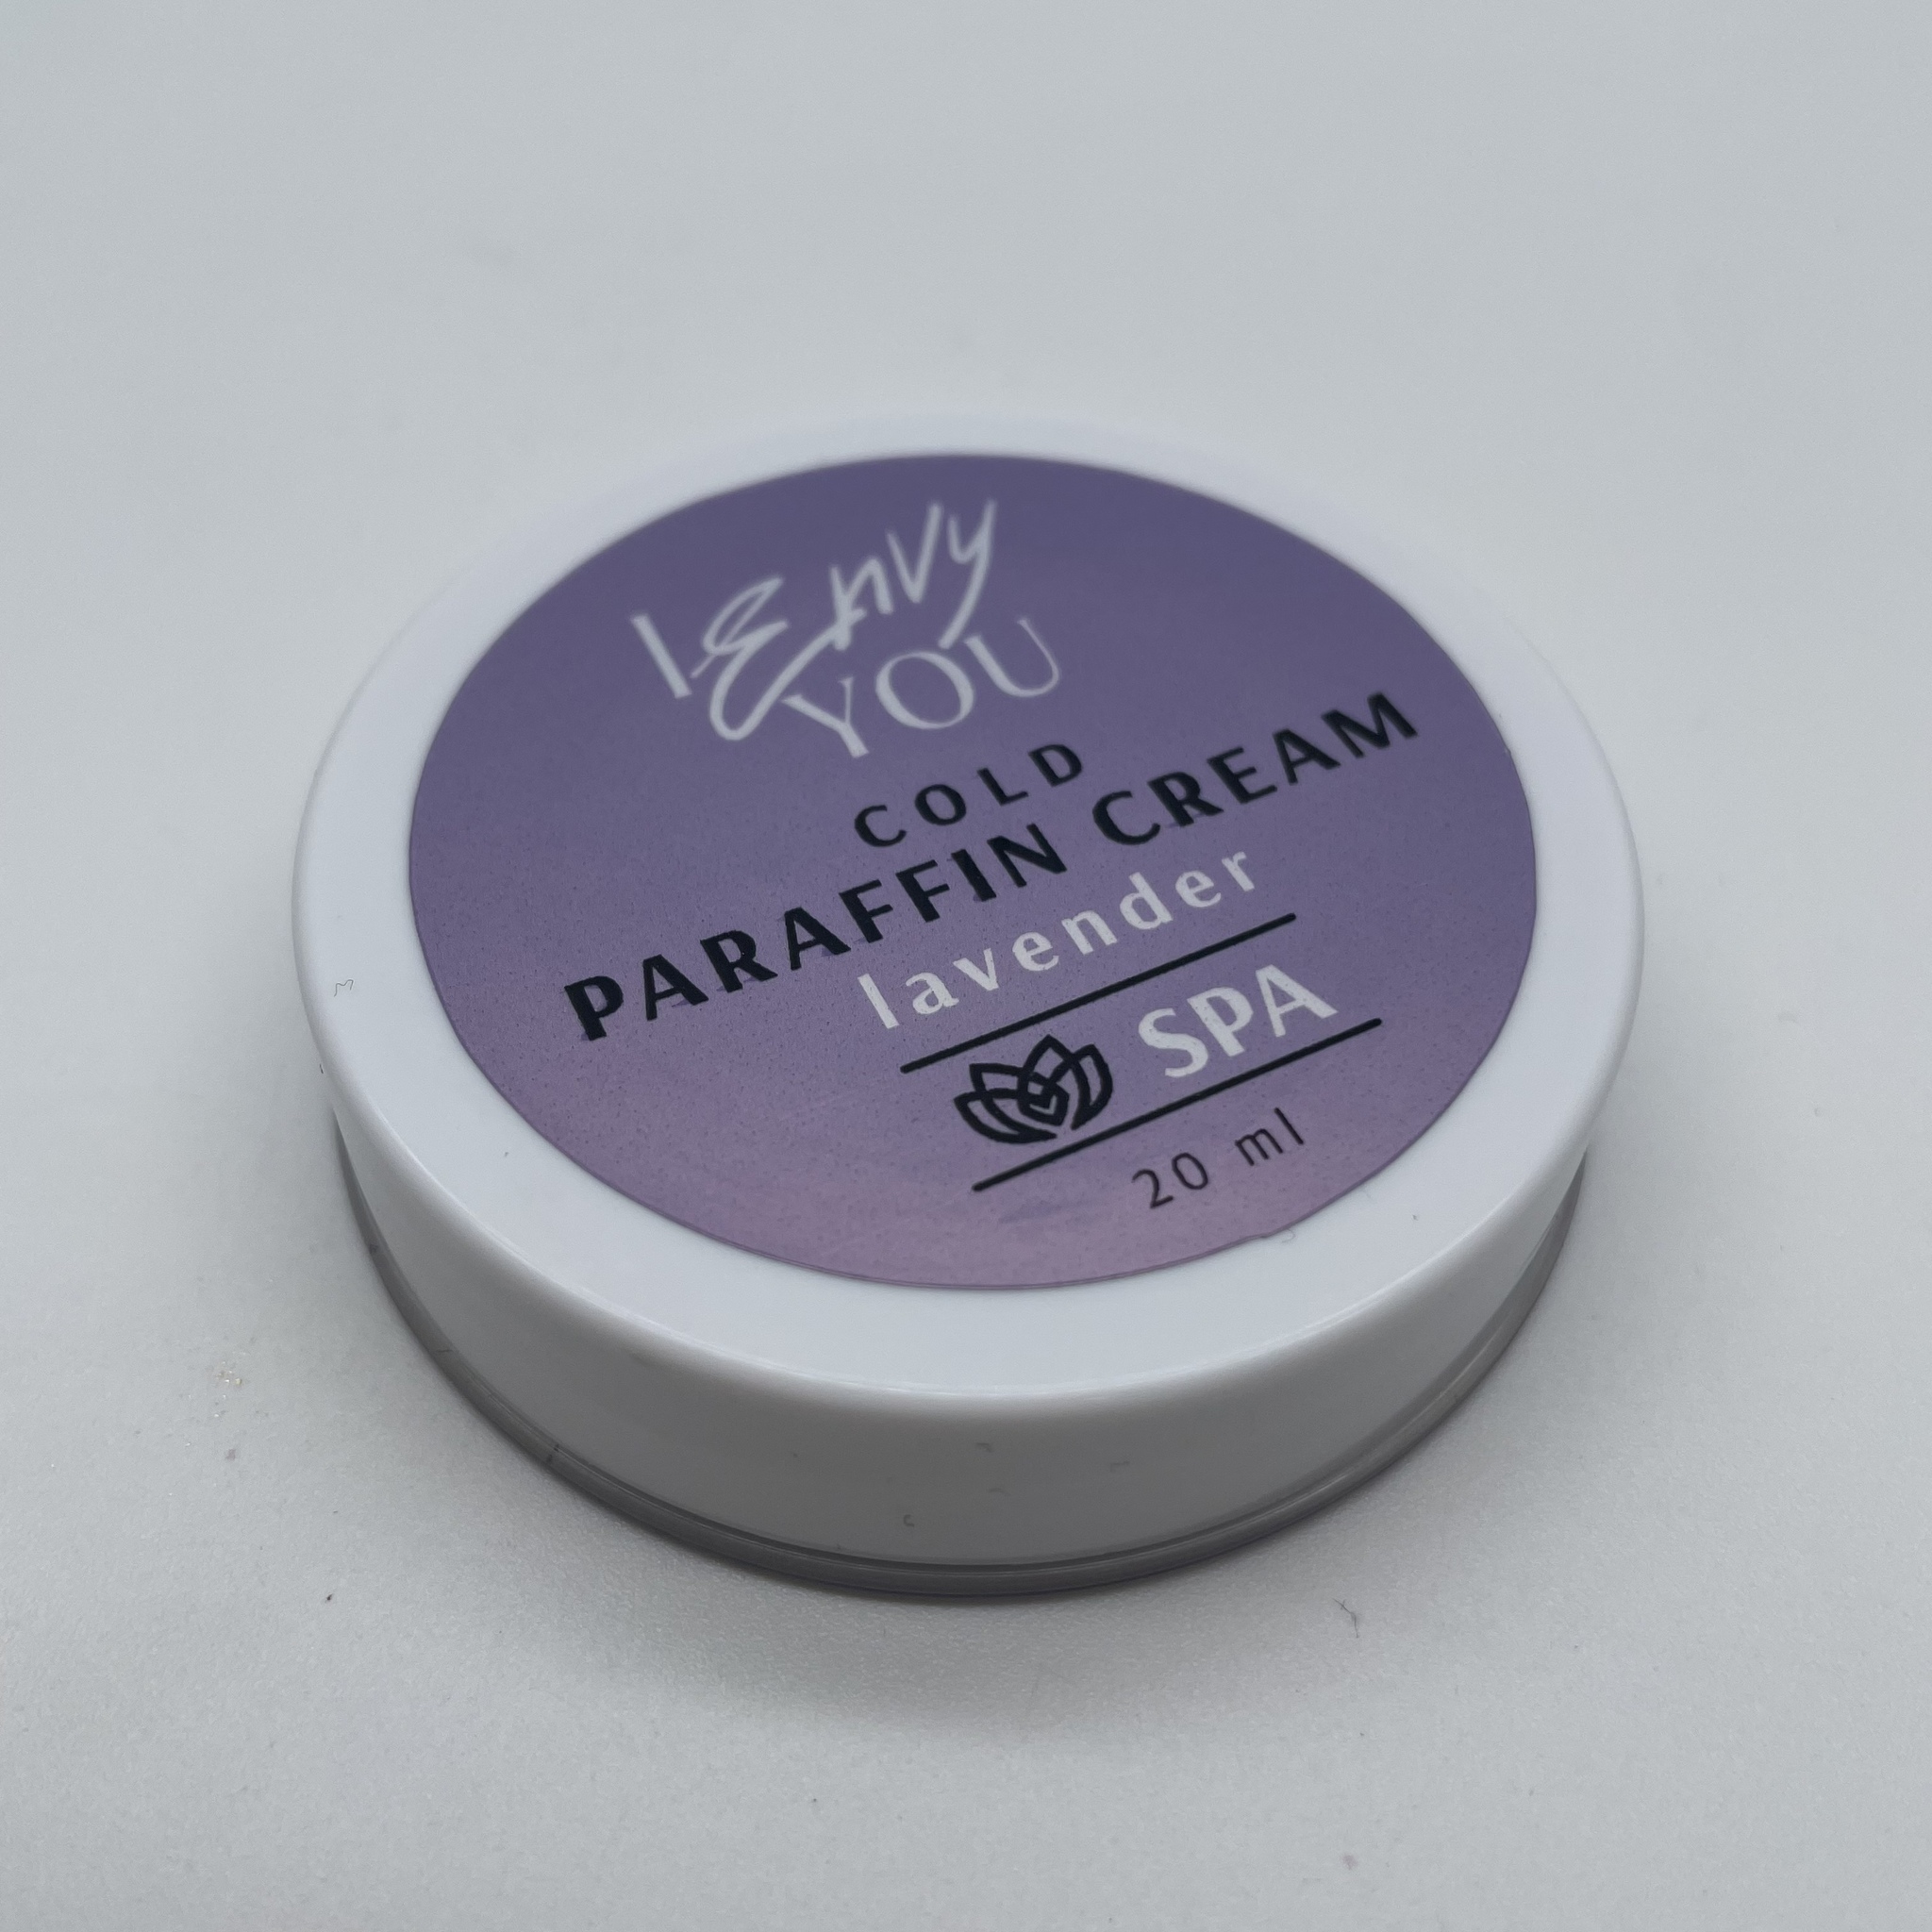 I Envy
YOU
COLD
PARAFFIN CREAM
lavender
SPA
20 ml